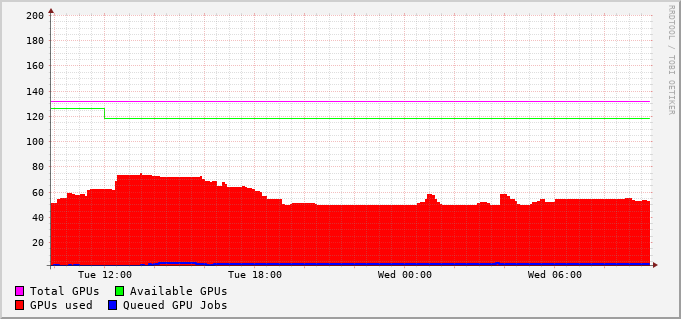 200
180
160
140
120
100
80
60
40
20
Tue 12:00 Tue 18:00 Wed 00:00 Wed 06:00
Total GPUs Available GPUs
GPUs used Queued GPU Jobs
RRDTOOL / TOBI OETIKER